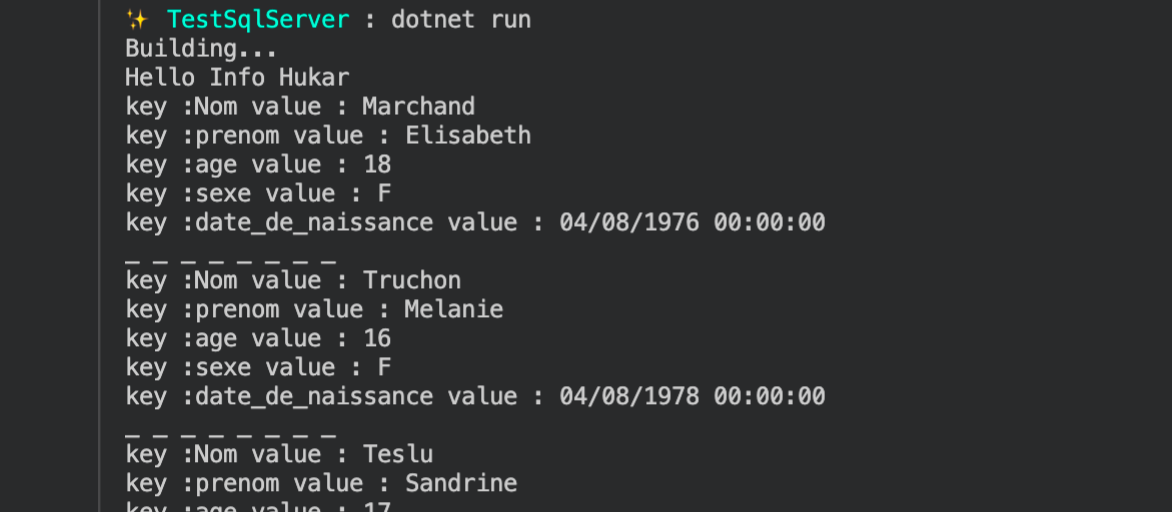 ✨ TestSqlServer : dotnet run
Building...
Hello Info Hukar
key :Nom value : Marchand
key :prenom value : Elisabeth
key :age value : 18
key :sexe value : F
key :date_de_naissance value : 04/08/1976 00:00:00
_ _ _ _ _ _ _ _
key :Nom value : Truchon
key :prenom value : Melanie
key :age value : 16
key :sexe value : F
key :date_de_naissance value : 04/08/1978 00:00:00
_ _ _ _ _ _ _ _
key :Nom value : Teslu
key :prenom value : Sandrine
key :age value : 17